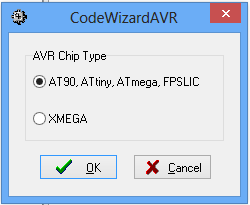 CodeWizardAVR
AVR Chip Type
AT90, ATtiny, ATmega, FPSLIC
XMEGA
OK
Cancel